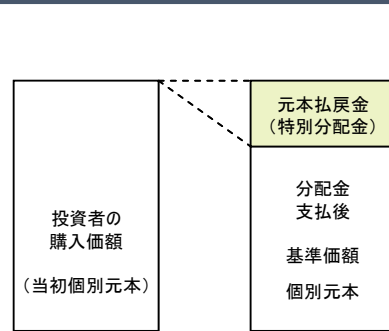 投資者の
購入価額
（当初個別元本）
元本払戻金
（特別分配金）
分配金
支払後
基準価額
個別元本